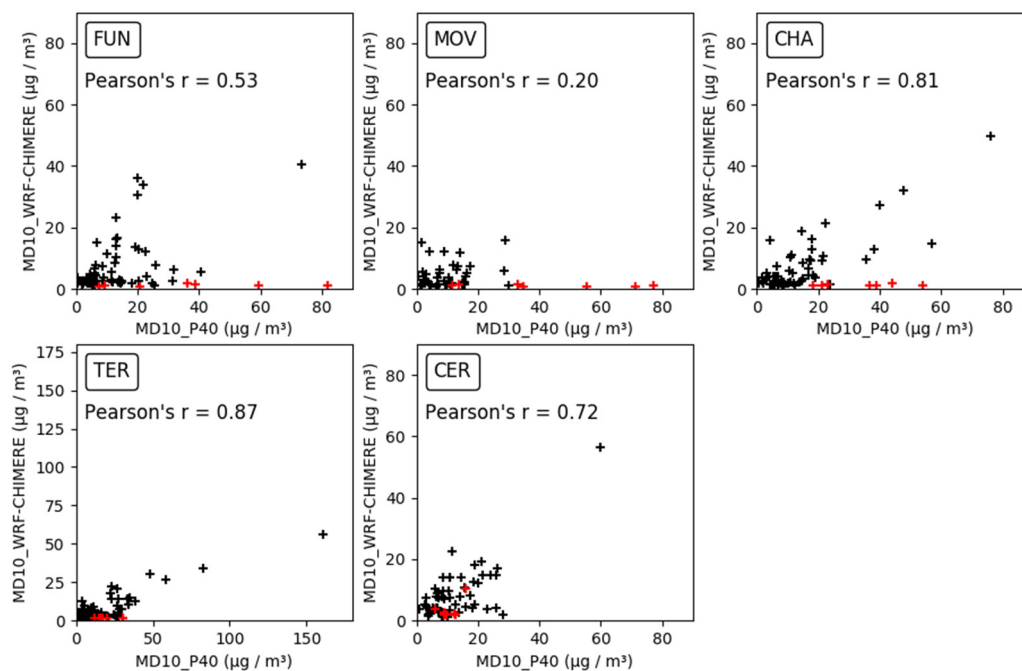 FUN
Pearson's r = 0.53
MD10_WRF-CHIMERE (µg / m³)
80
60
40
20
0
0 20 40 60 80
MD10_P40 (µg / m³)
MOV
Pearson's r = 0.20
MD10_WRF-CHIMERE (µg / m³)
80
60
40
20
0
0 20 40 60 80
MD10_P40 (µg / m³)
CHA
Pearson's r = 0.81
MD10_WRF-CHIMERE (µg / m³)
80
60
40
20
0
0 20 40 60 80
MD10_P40 (µg / m³)
TER
Pearson's r = 0.87
MD10_WRF-CHIMERE (µg / m³)
175
150
125
100
75
50
25
0
0 50 100 150
MD10_P40 (µg / m³)
CER
Pearson's r = 0.72
MD10_WRF-CHIMERE (µg / m³)
80
60
40
20
0
0 20 40 60 80
MD10_P40 (µg / m³)